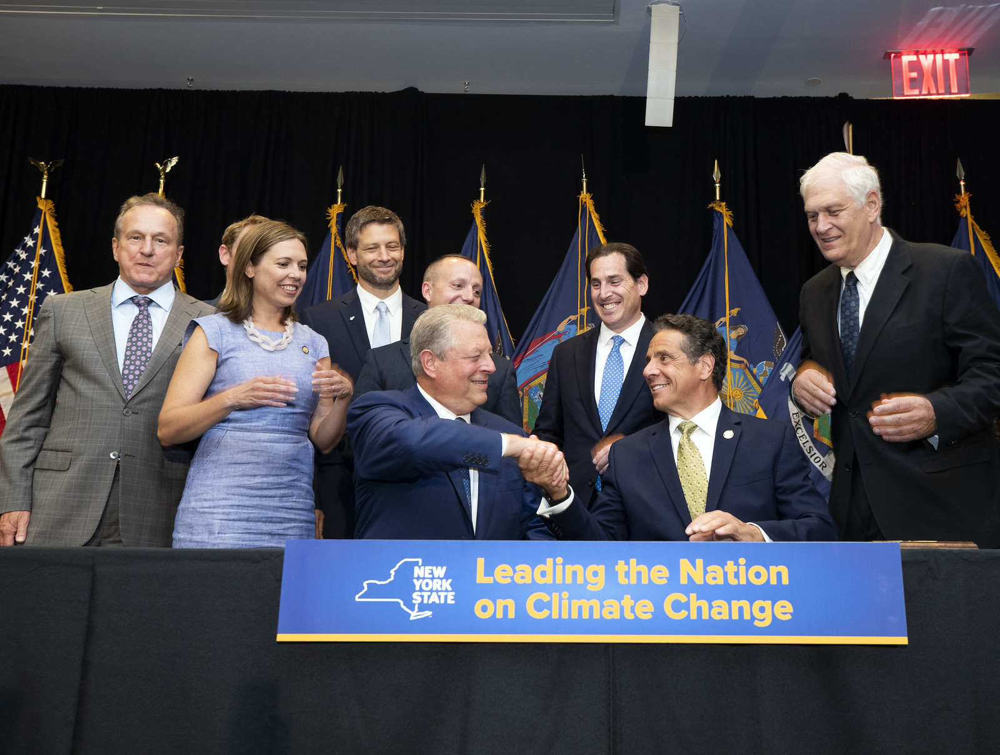 EXIT
EXCELSIOR
NEW
YORK
STATE
Leading the Nation
on Climate Change